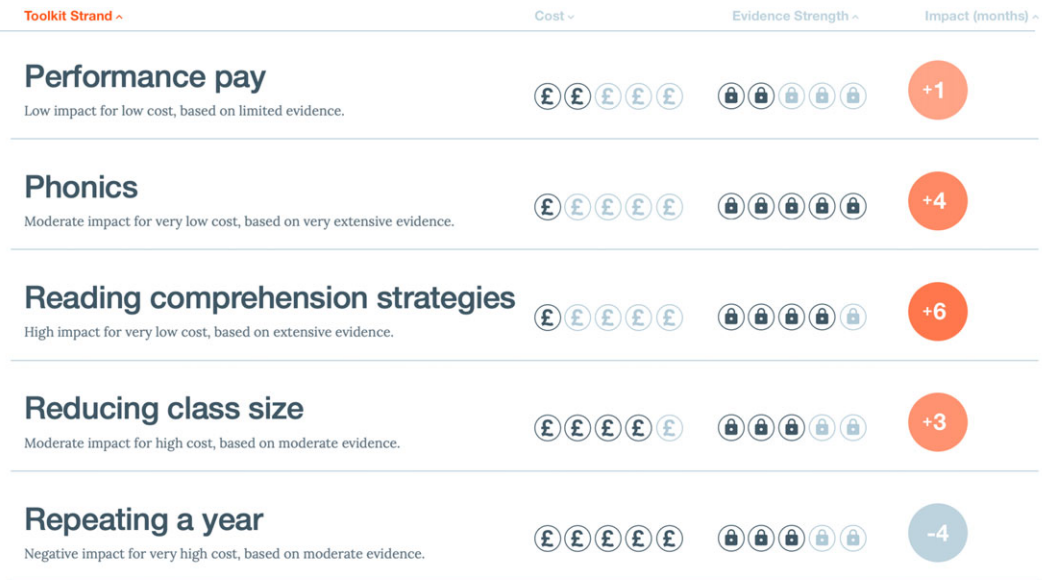 Toolkit Strand Cost Evidence Strength Impact (months)
Performance pay
Low impact for low cost, based on limited evidence.
£ £ £ £ £
+1
Phonics
Moderate impact for very low cost, based on very extensive evidence.
£ £ £ £ £
+4
Reading comprehension strategies
High impact for very low cost, based on extensive evidence.
£ £ £ £ £
+6
Reducing class size
Moderate impact for high cost, based on moderate evidence.
£ £ £ £ £
+3
Repeating a year
Negative impact for very high cost, based on moderate evidence.
£ £ £ £ £
-4